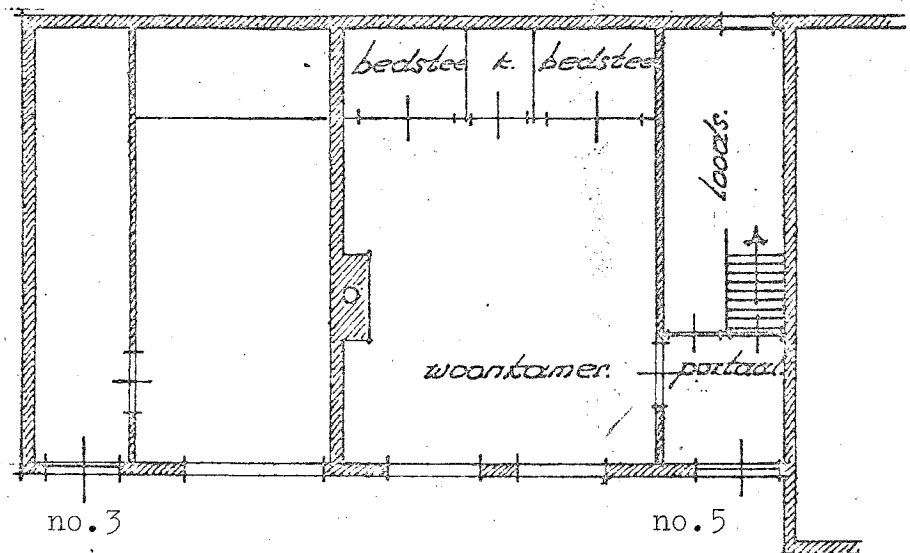 bedstee k. bedstee
loods.
woonkamer. portaal.
no.3 no.5